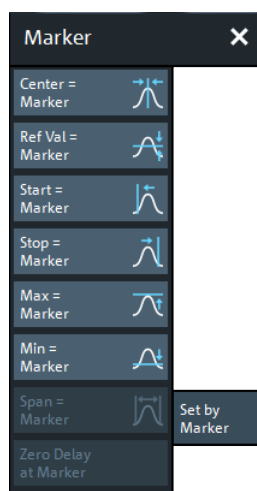 Marker
Center =
Marker
Ref Val =
Marker
Start =
Marker
Stop =
Marker
Max =
Marker
Min =
Marker
Span =
Marker
Set by
Marker
Zero Delay
at Marker